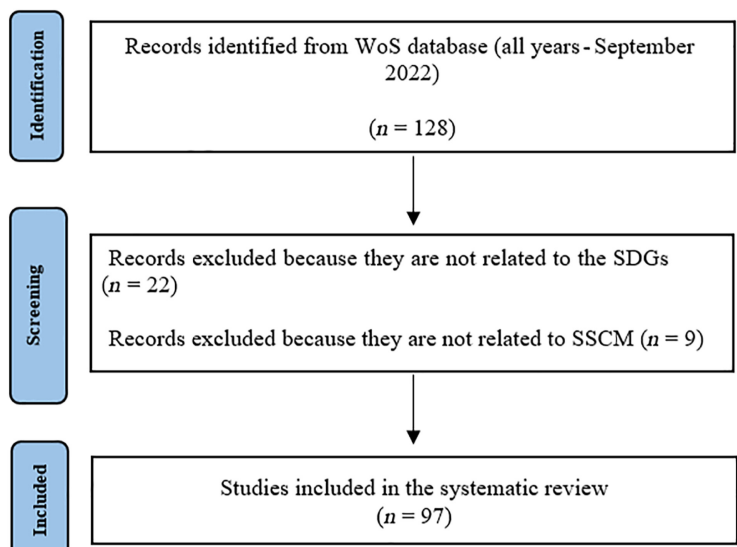 Identification
Records identified from WoS database (all years - September
2022)
(n = 128)
Screening
Records excluded because they are not related to the SDGs
(n = 22)
Records excluded because they are not related to SSCM (n = 9)
Included
Studies included in the systematic review
(n = 97)